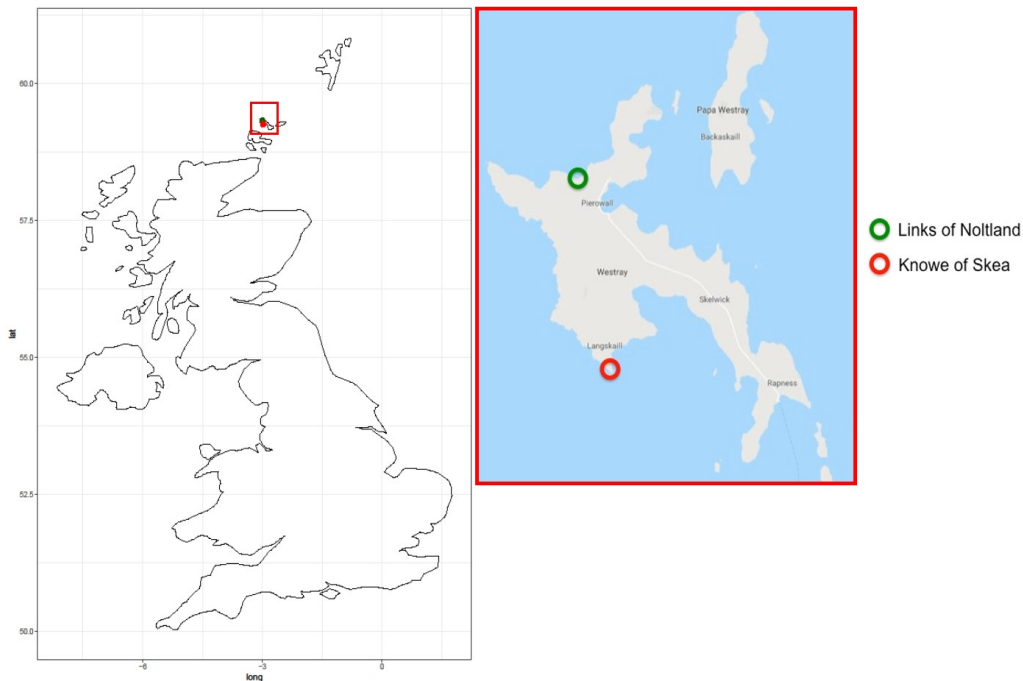 60.0
57.5
55.0
52.5
50.0
lat
-6
-3
0
long
Papa Westray
Backaskaill
Pierowall
Westray
Skelwick
Langskaill
Rapness
Links of Noltland
Knowe of Skea